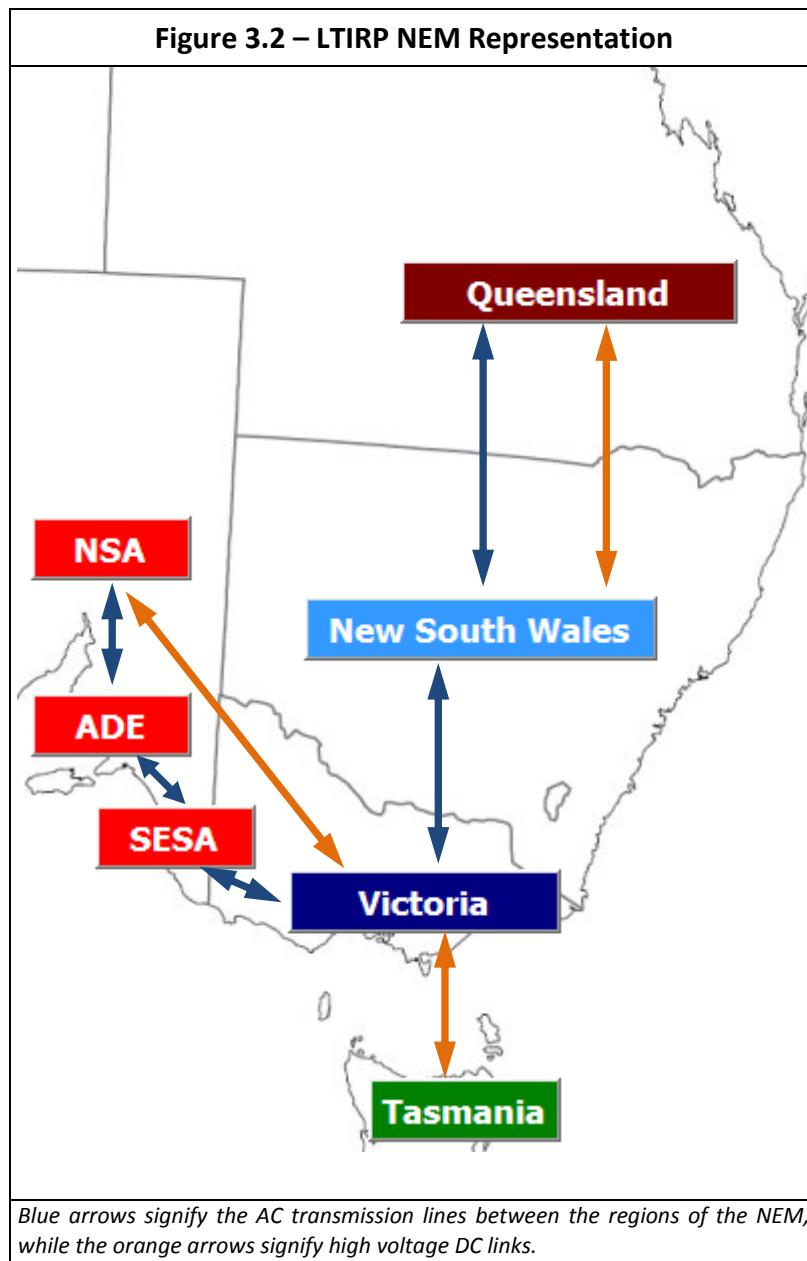 Figure 3.2 – LTIRP NEM Representation
Queensland
NSA
New South Wales
ADE
SESA
Victoria
Tasmania
Blue arrows signify the AC transmission lines between the regions of the NEM,
while the orange arrows signify high voltage DC links.